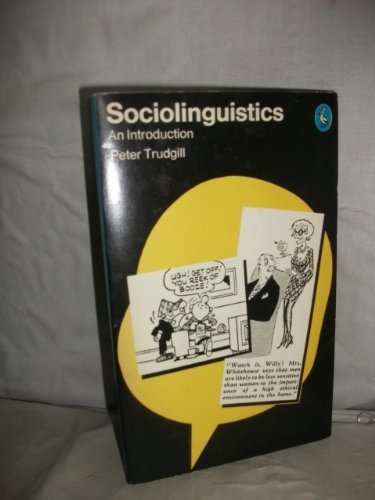 Sociolinguistics
An Introduction
Peter Trudgill
UGH! GET OFF!
YOU REEK OF
BOOZE!
"Watch it, Willy! Mrs.
Whitehouse says that men
are likely to be less sensitive
than women to the import-
ance of a high ethical
environment in the home."